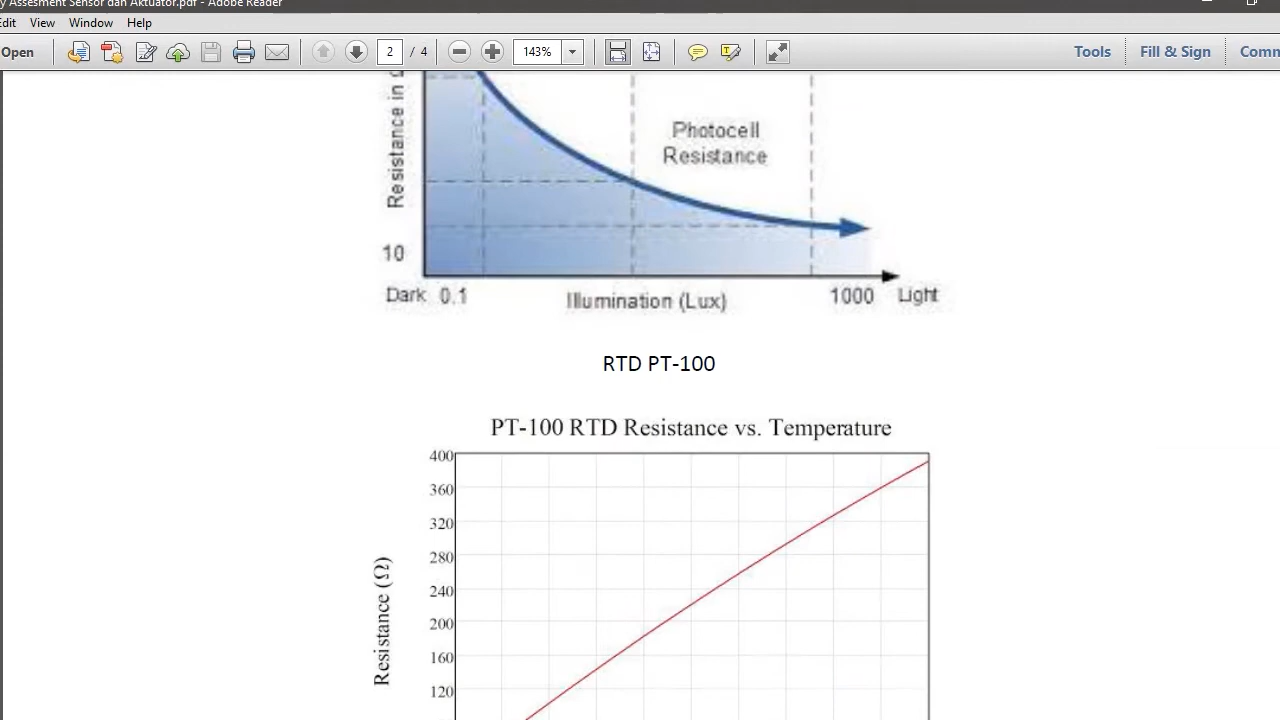 y Assesment Sensor dan Aktuator.pdf - Adobe Reader
Edit View Window Help
Open 2 / 4 143% Tools Fill & Sign Comm
Resistance in
Photocell
Resistance
10
Dark 0.1 Illumination (Lux) 1000 Light
RTD PT-100
PT-100 RTD Resistance vs. Temperature
400
360
320
280
240
200
160
120
Resistance (Ω)